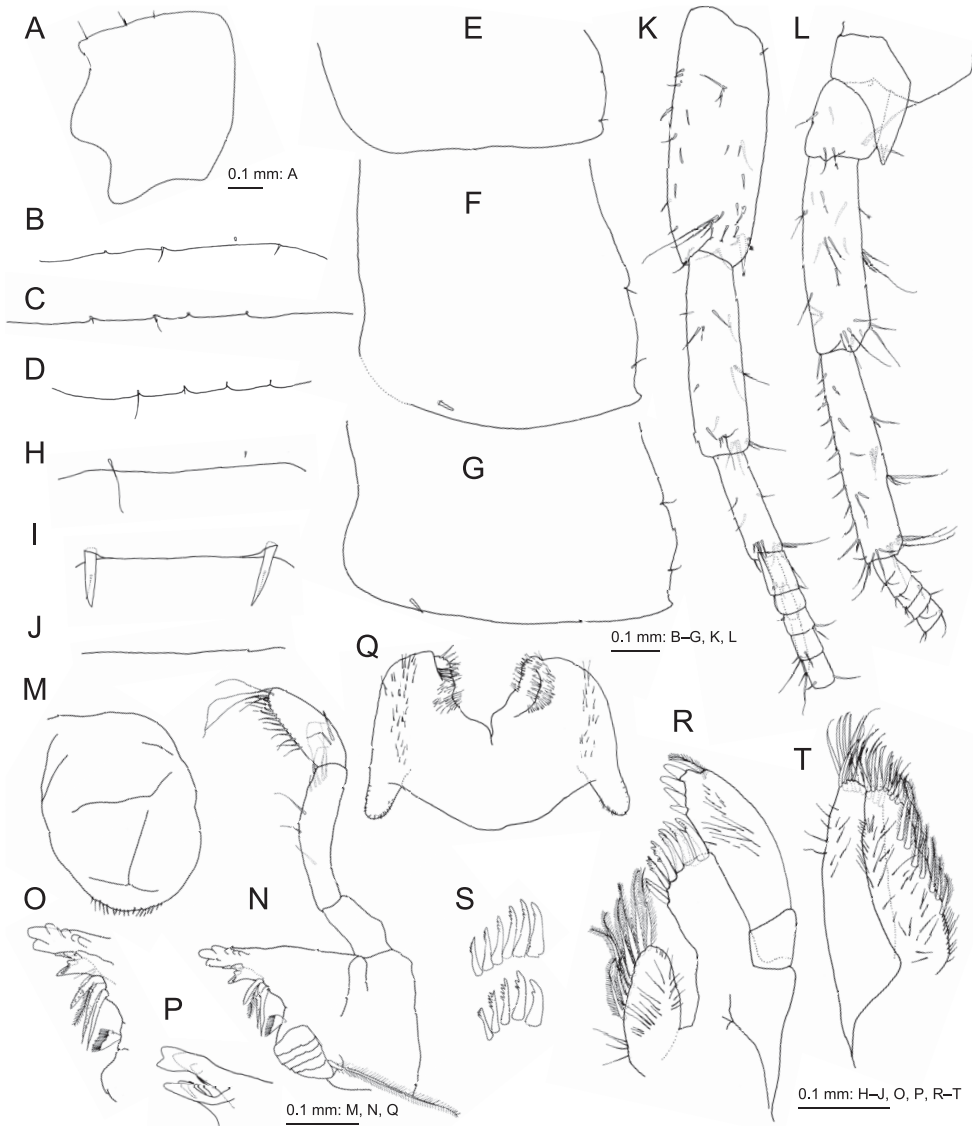 A
E
K
L
0.1 mm: A
F
B
C
D
H
G
I
J
0.1 mm: B–G, K, L
Q
M
R
T
O
N
S
P
0.1 mm: M, N, Q
0.1 mm: H–J, O, P, R–T